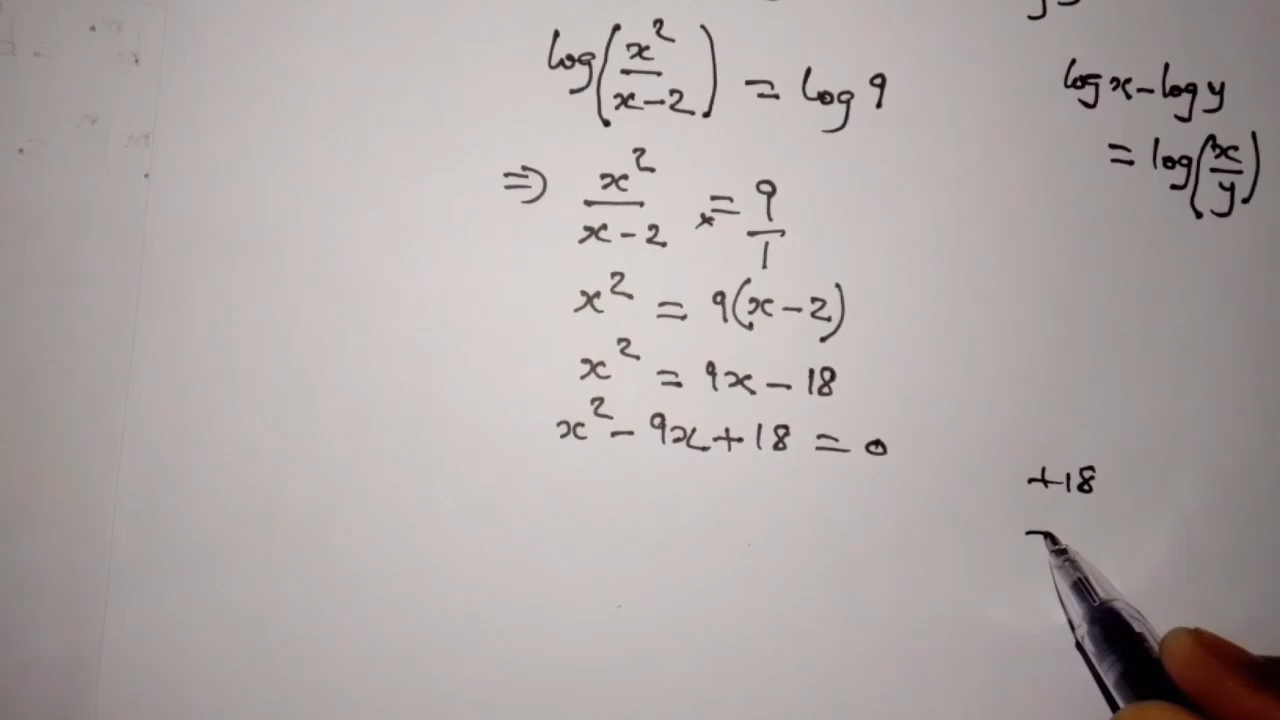 log(x²/(x-2)) = log 9
=> x²/(x-2) = 9/1
x² = 9(x-2)
x² = 9x - 18
x² - 9x + 18 = 0
log x - log y
= log(x/y)
+18